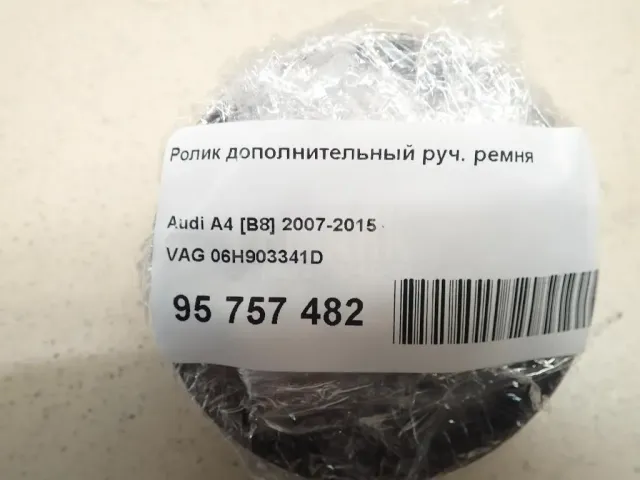 Ролик дополнительный руч. ремня
Audi A4 [B8] 2007-2015
VAG 06H903341D
95 757 482